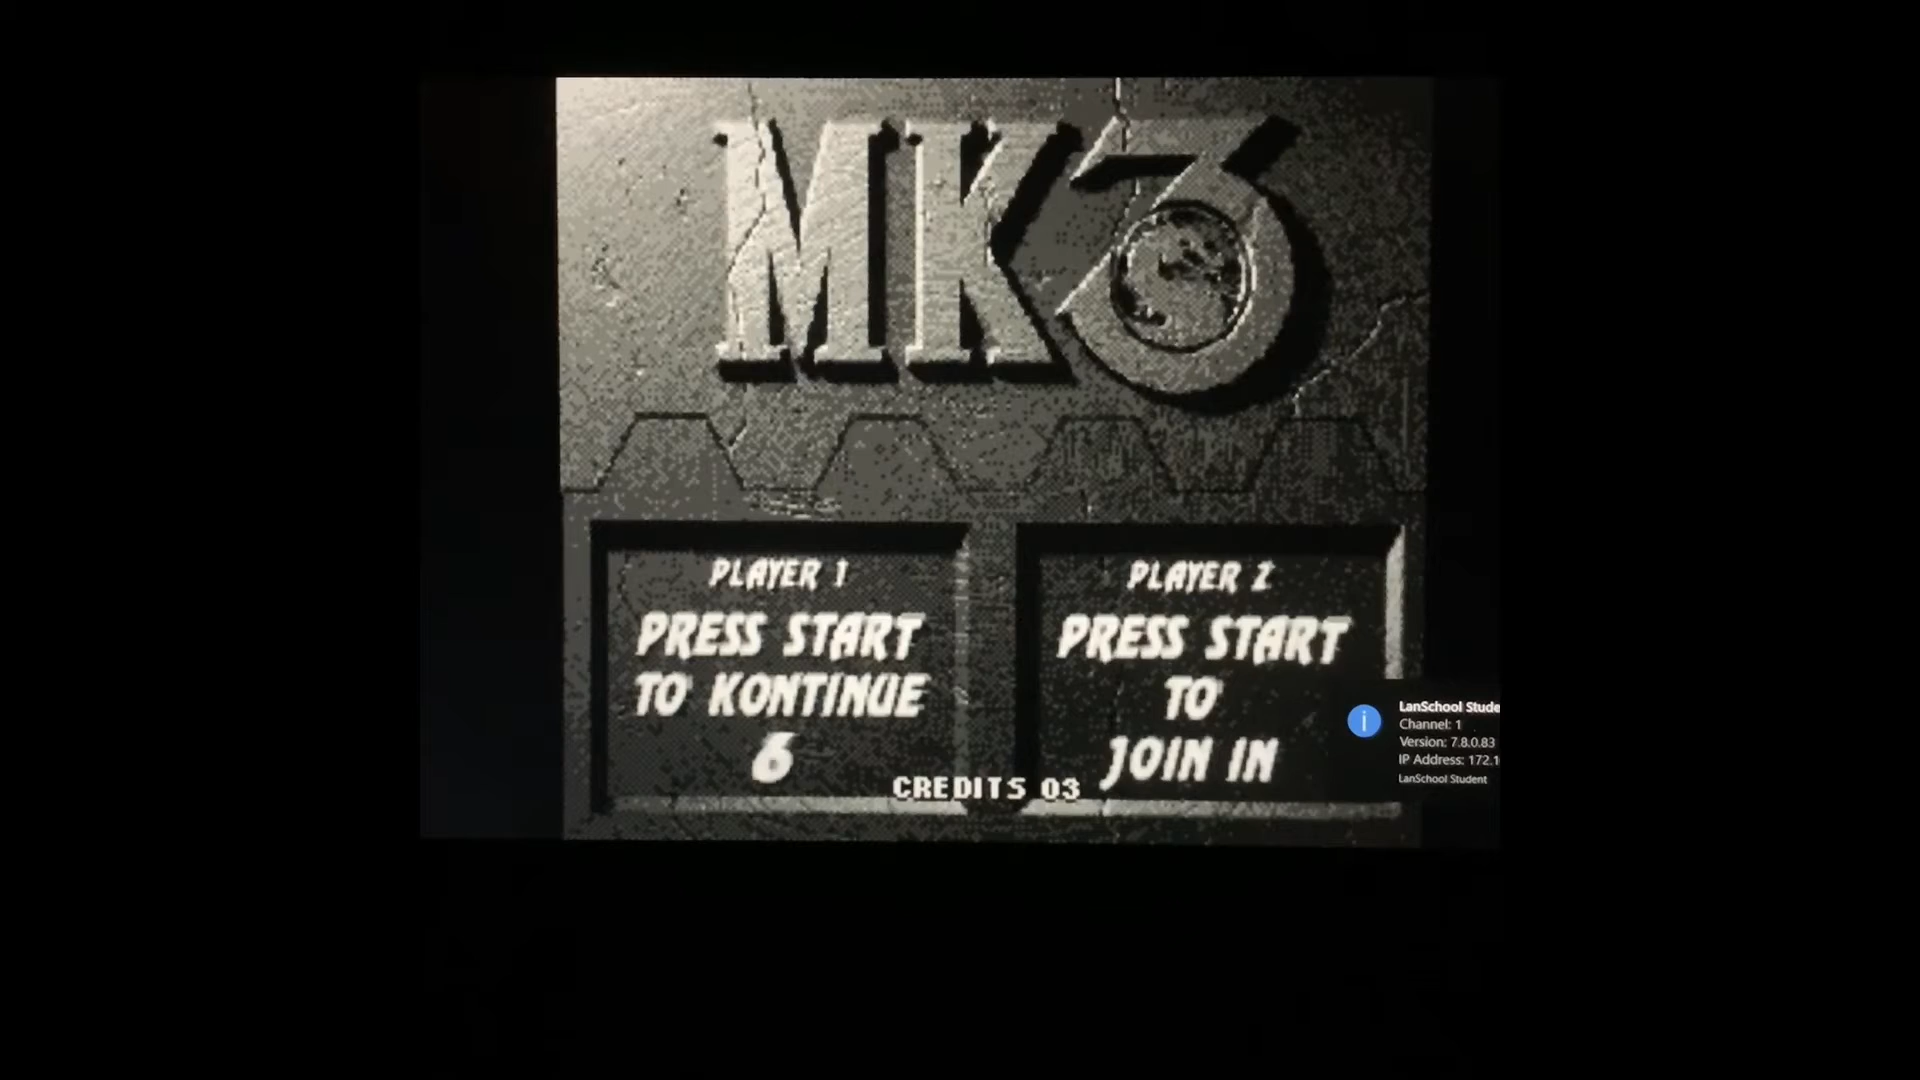 MK3
PLAYER 1
PRESS START
TO KONTINUE
6
PLAYER 2
PRESS START
TO
JOIN IN
CREDITS 03
LanSchool Stude
Channel: 1
Version: 7.8.0.83
IP Address: 172.1
LanSchool Student